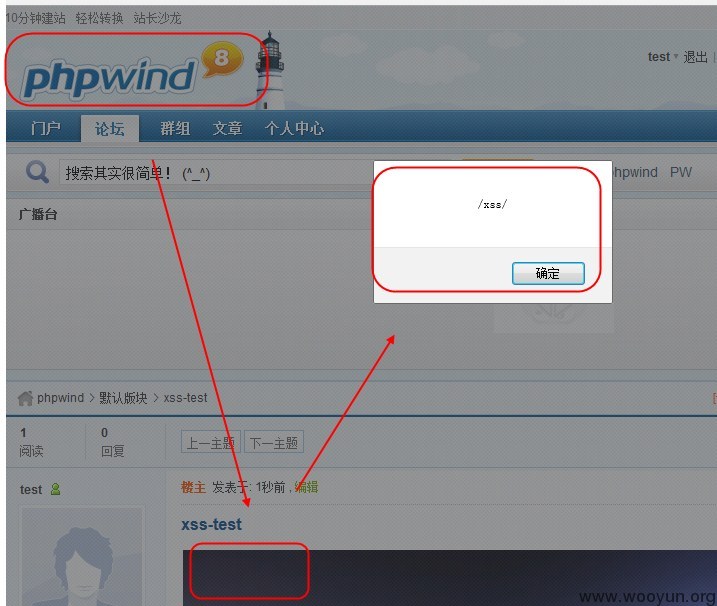 10分钟建站 轻松转换 站长沙龙
phpwind 8
test 退出
门户 论坛 群组 文章 个人中心
搜索其实很简单! (^_^)
phpwind PW
/xss/
确定
广播台
phpwind > 默认版块 > xss-test
1 阅读
0 回复
上一主题 下一主题
test
楼主 发表于: 1秒前 , 编辑
xss-test
www.wooyun.org